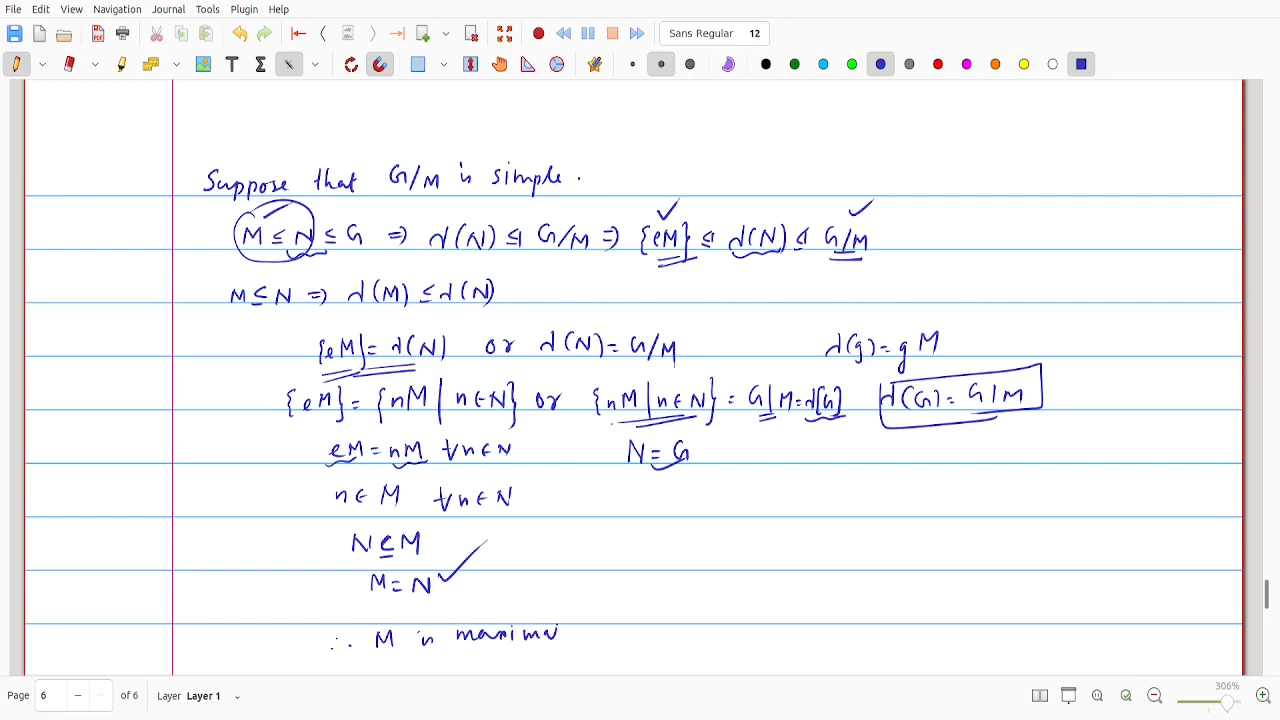 File Edit View Navigation Journal Tools Plugin Help
Sans Regular 12
Suppose that G/M is simple.
M ≤ N ≤ G ⇒ γ(N) ⊴ G/M ⇒ {eM} ⊴ γ(N) ⊴ G/M
M ⊆ N ⇒ γ(M) ≤ γ(N)
{eM} = γ(N) or γ(N) = G/M γ(g) = gM
{eM} = {nM | n∈N} or {nM | n∈N} = G/M = γ[G] γ(G) = G/M
eM = nM ∀n∈N N = G
n∈M ∀n∈N
N ⊆ M
M = N
∴ M is maximal
Page 6 of 6 Layer Layer 1 306%